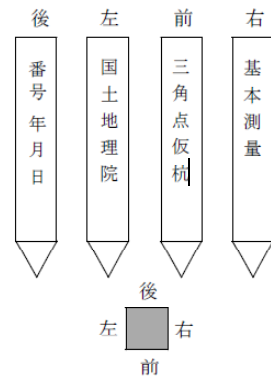 後 左 前 右
番号 年月日
国土地理院
三角点仮杭
基本測量
後
左 右
前